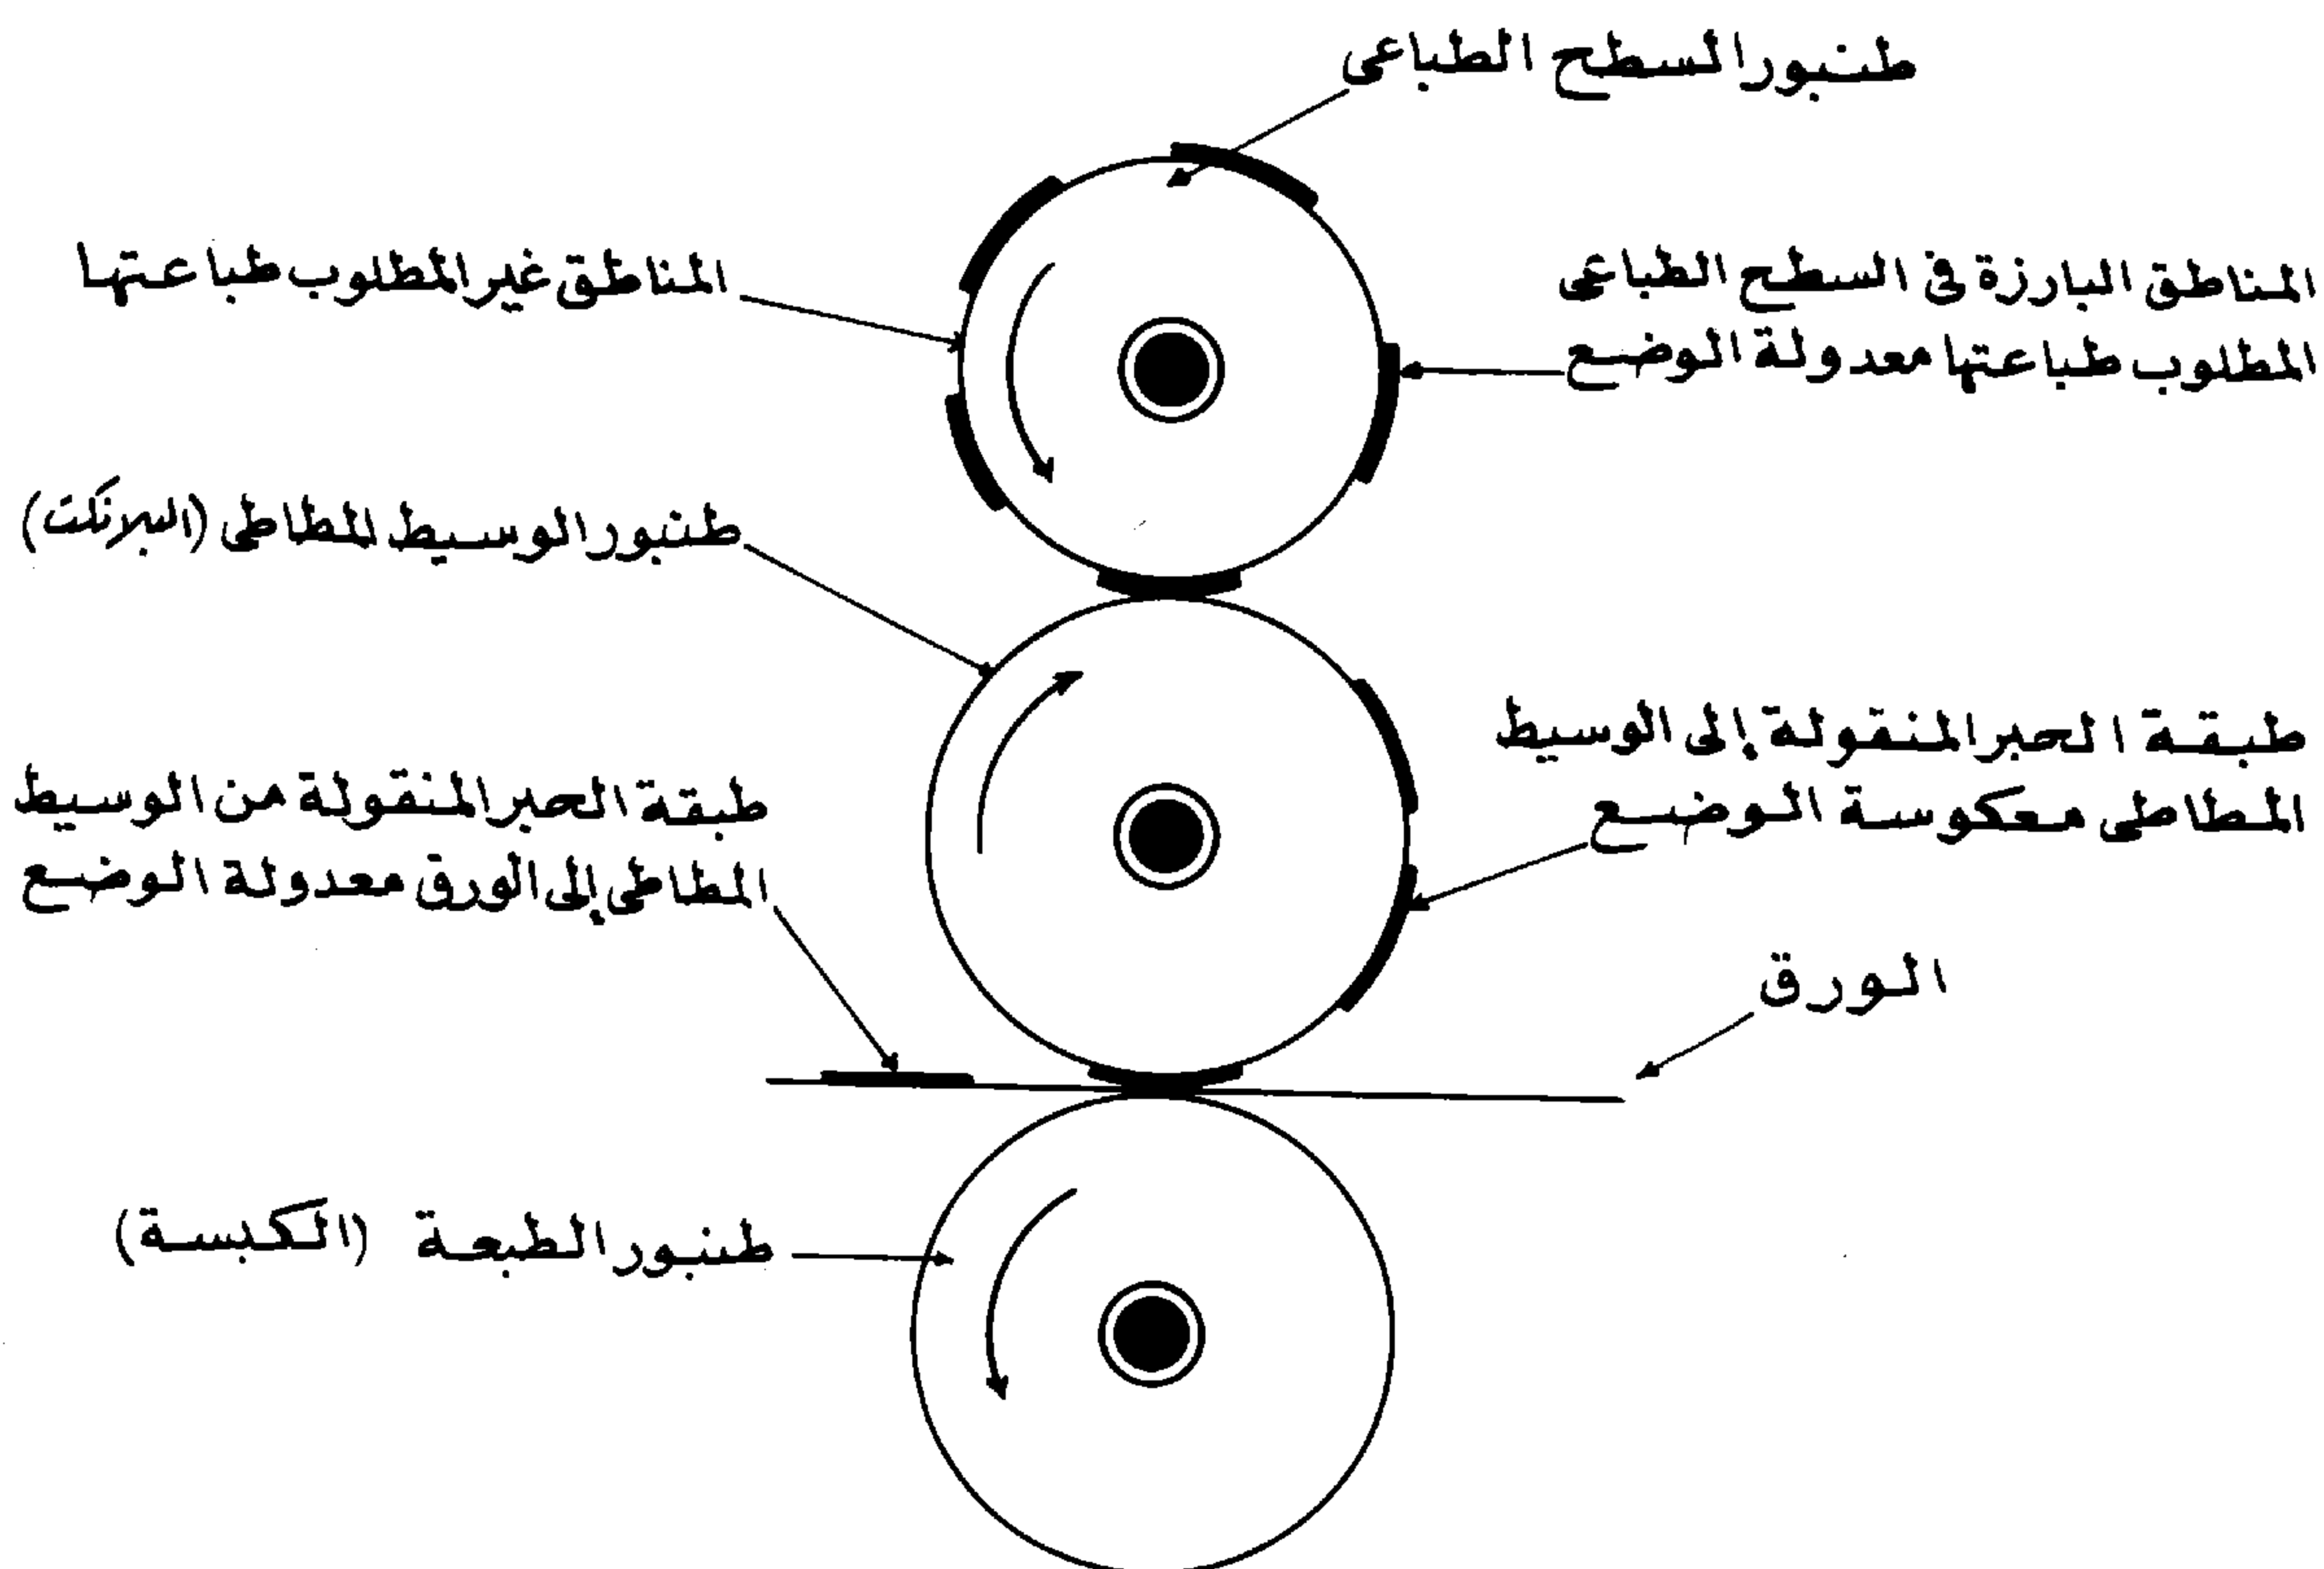 طنبور السطح الطباعى
المناطق البارزة فى السطح الطباعى
المطلوب طباعتها معدولة الوضع
المناطق غير المطلوب طباعتها
طنبور الوسيط المطاطى (البرنكت)
طبقة الحبر المنقولة إلى الوسيط
المطاطى معكوسة الوضع
طبقة الحبر المنقولة من الوسيط
المطاطى إلى الورق معدولة الوضع
الورق
طنبور الطبعة (الكبسة)